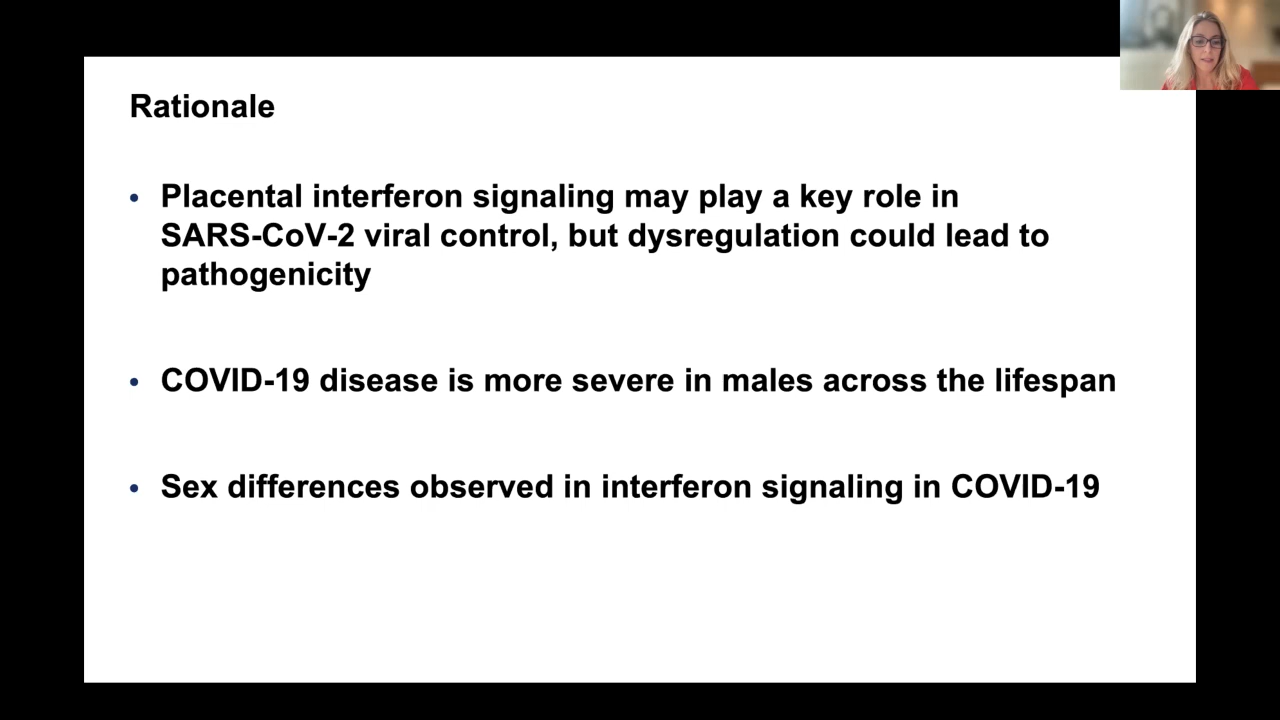 Rationale
• Placental interferon signaling may play a key role in
SARS-CoV-2 viral control, but dysregulation could lead to
pathogenicity
• COVID-19 disease is more severe in males across the lifespan
• Sex differences observed in interferon signaling in COVID-19